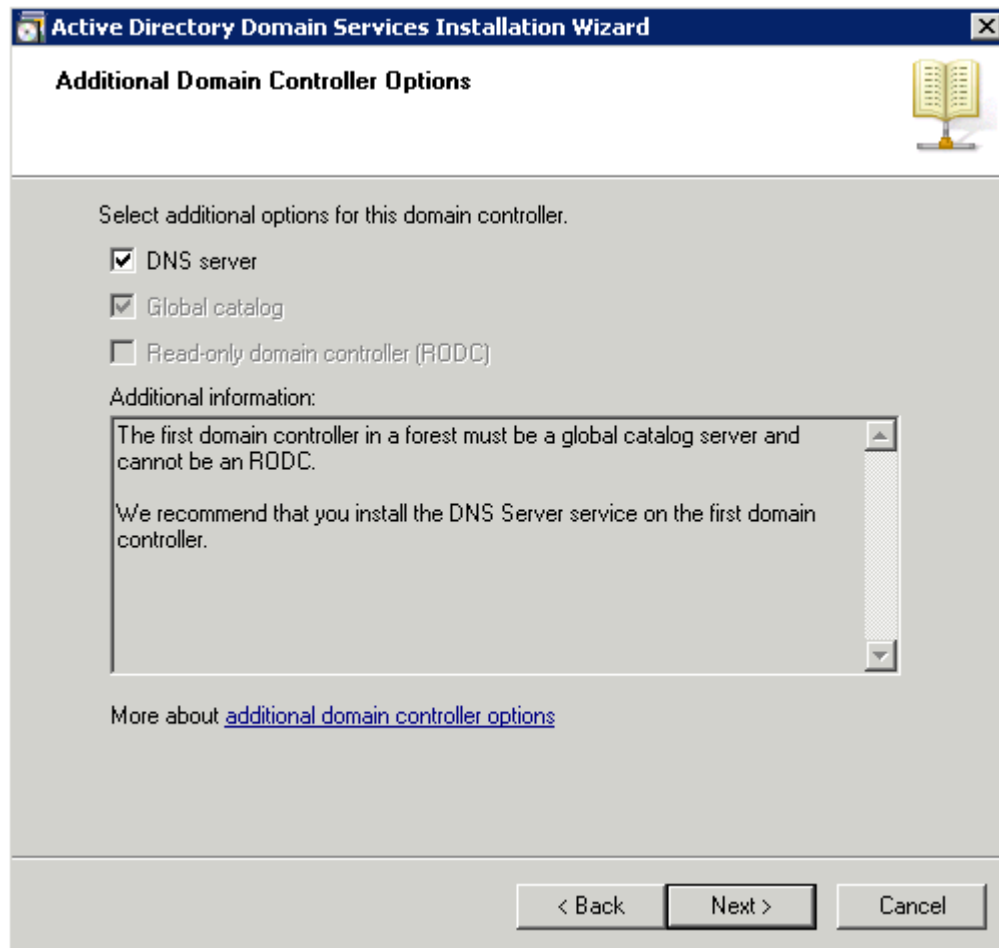 Active Directory Domain Services Installation Wizard
Additional Domain Controller Options
Select additional options for this domain controller.
DNS server
Global catalog
Read-only domain controller (RODC)
Additional information:
The first domain controller in a forest must be a global catalog server and
cannot be an RODC.
We recommend that you install the DNS Server service on the first domain
controller.
More about additional domain controller options
< Back
Next >
Cancel